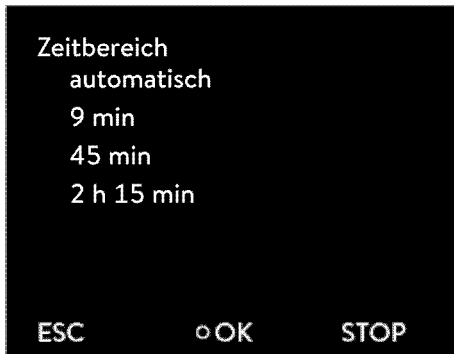 Zeitbereich
automatisch
9 min
45 min
2 h 15 min
ESC OK STOP